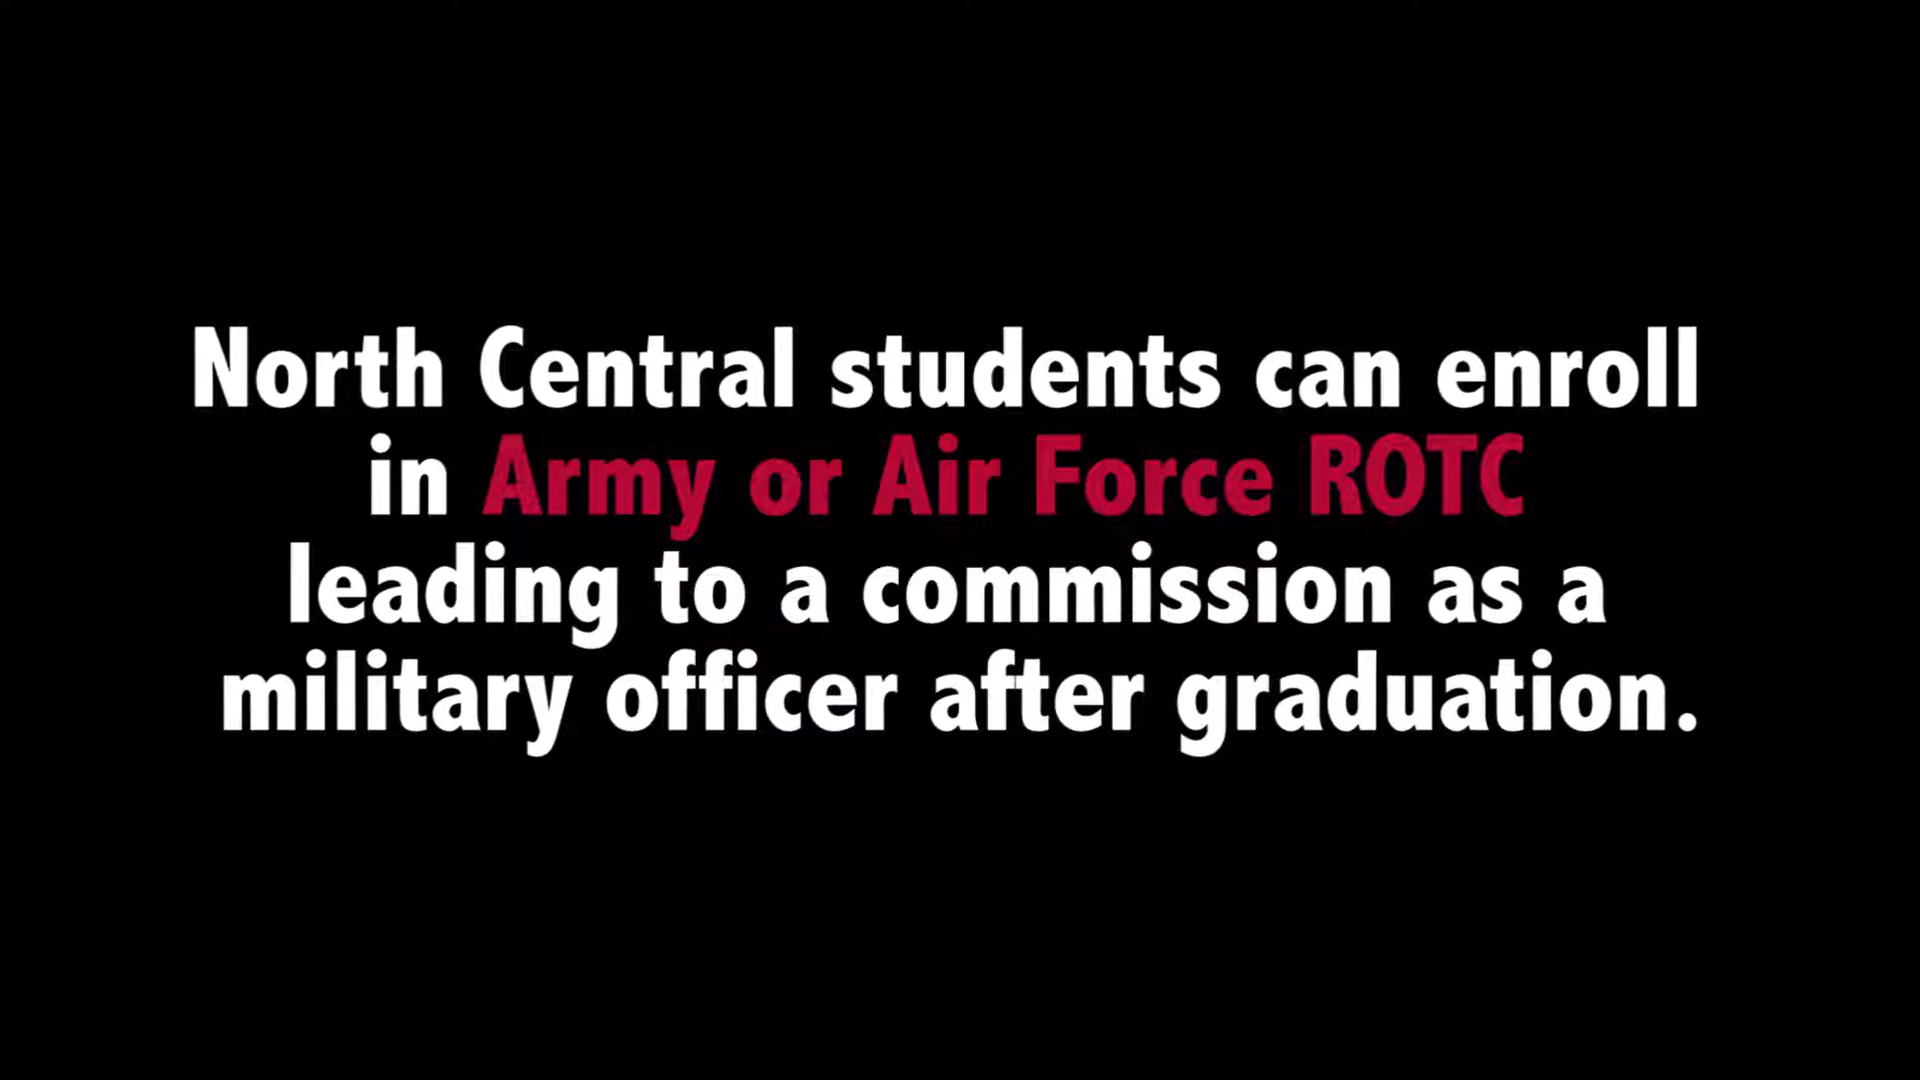 North Central students can enroll
in Army or Air Force ROTC
leading to a commission as a
military officer after graduation.